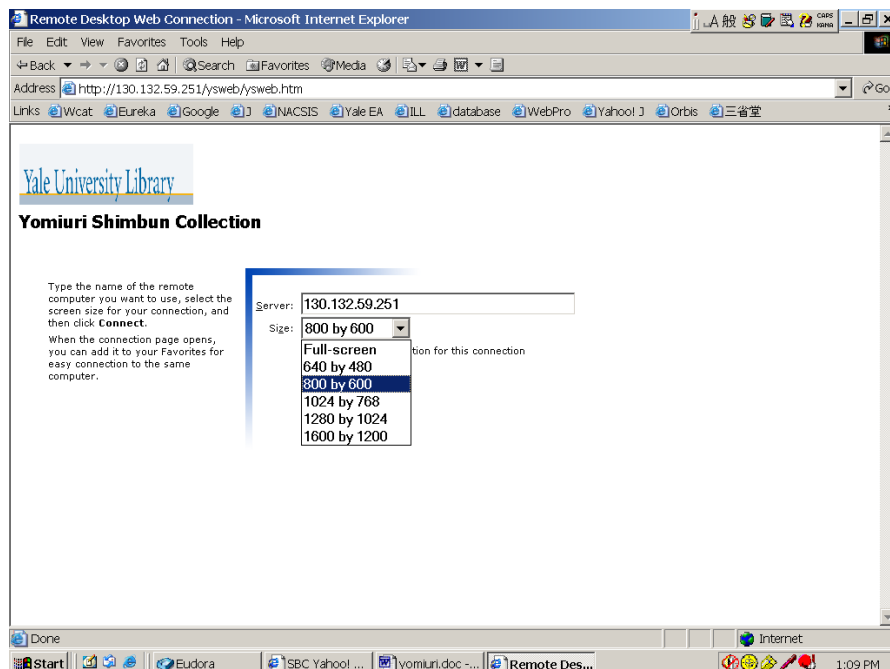 Remote Desktop Web Connection - Microsoft Internet Explorer
A 般 CAPS KANA
File Edit View Favorites Tools Help
Back Search Favorites Media
Address http://130.132.59.251/ysweb/ysweb.htm Go
Links Wcat Eureka Google J NACSIS Yale EA ILL database WebPro Yahoo! J Orbis 三省堂
Yale University Library
Yomiuri Shimbun Collection
Type the name of the remote
computer you want to use, select the
screen size for your connection, and
then click Connect.
When the connection page opens,
you can add it to your Favorites for
easy connection to the same
computer.
Server: 130.132.59.251
Size: 800 by 600
Full-screen
tion for this connection
640 by 480
800 by 600
1024 by 768
1280 by 1024
1600 by 1200
Done Internet
Start Eudora SBC Yahoo! ... yomiuri.doc -... Remote Des... 1:09 PM